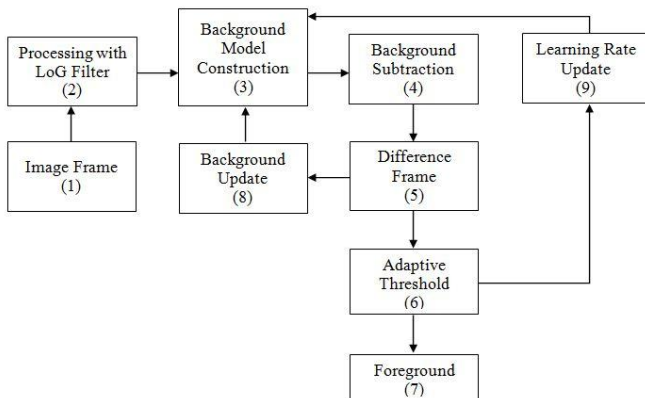 Processing with
LoG Filter
(2)
Background
Model
Construction
(3)
Background
Subtraction
(4)
Learning Rate
Update
(9)
Image Frame
(1)
Background
Update
(8)
Difference
Frame
(5)
Adaptive
Threshold
(6)
Foreground
(7)